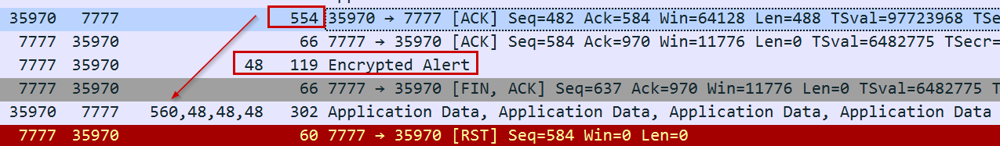 35970 7777 554 35970 → 7777 [ACK] Seq=482 Ack=584 Win=64128 Len=488 TSval=97723968 TSe
7777 35970 66 7777 → 35970 [ACK] Seq=584 Ack=970 Win=11776 Len=0 TSval=6482775 TSecr=
7777 35970 48 119 Encrypted Alert
7777 35970 66 7777 → 35970 [FIN, ACK] Seq=637 Ack=970 Win=11776 Len=0 TSval=6482775 T
35970 7777 560,48,48,48 302 Application Data, Application Data, Application Data, Application Data
7777 35970 60 7777 → 35970 [RST] Seq=584 Win=0 Len=0